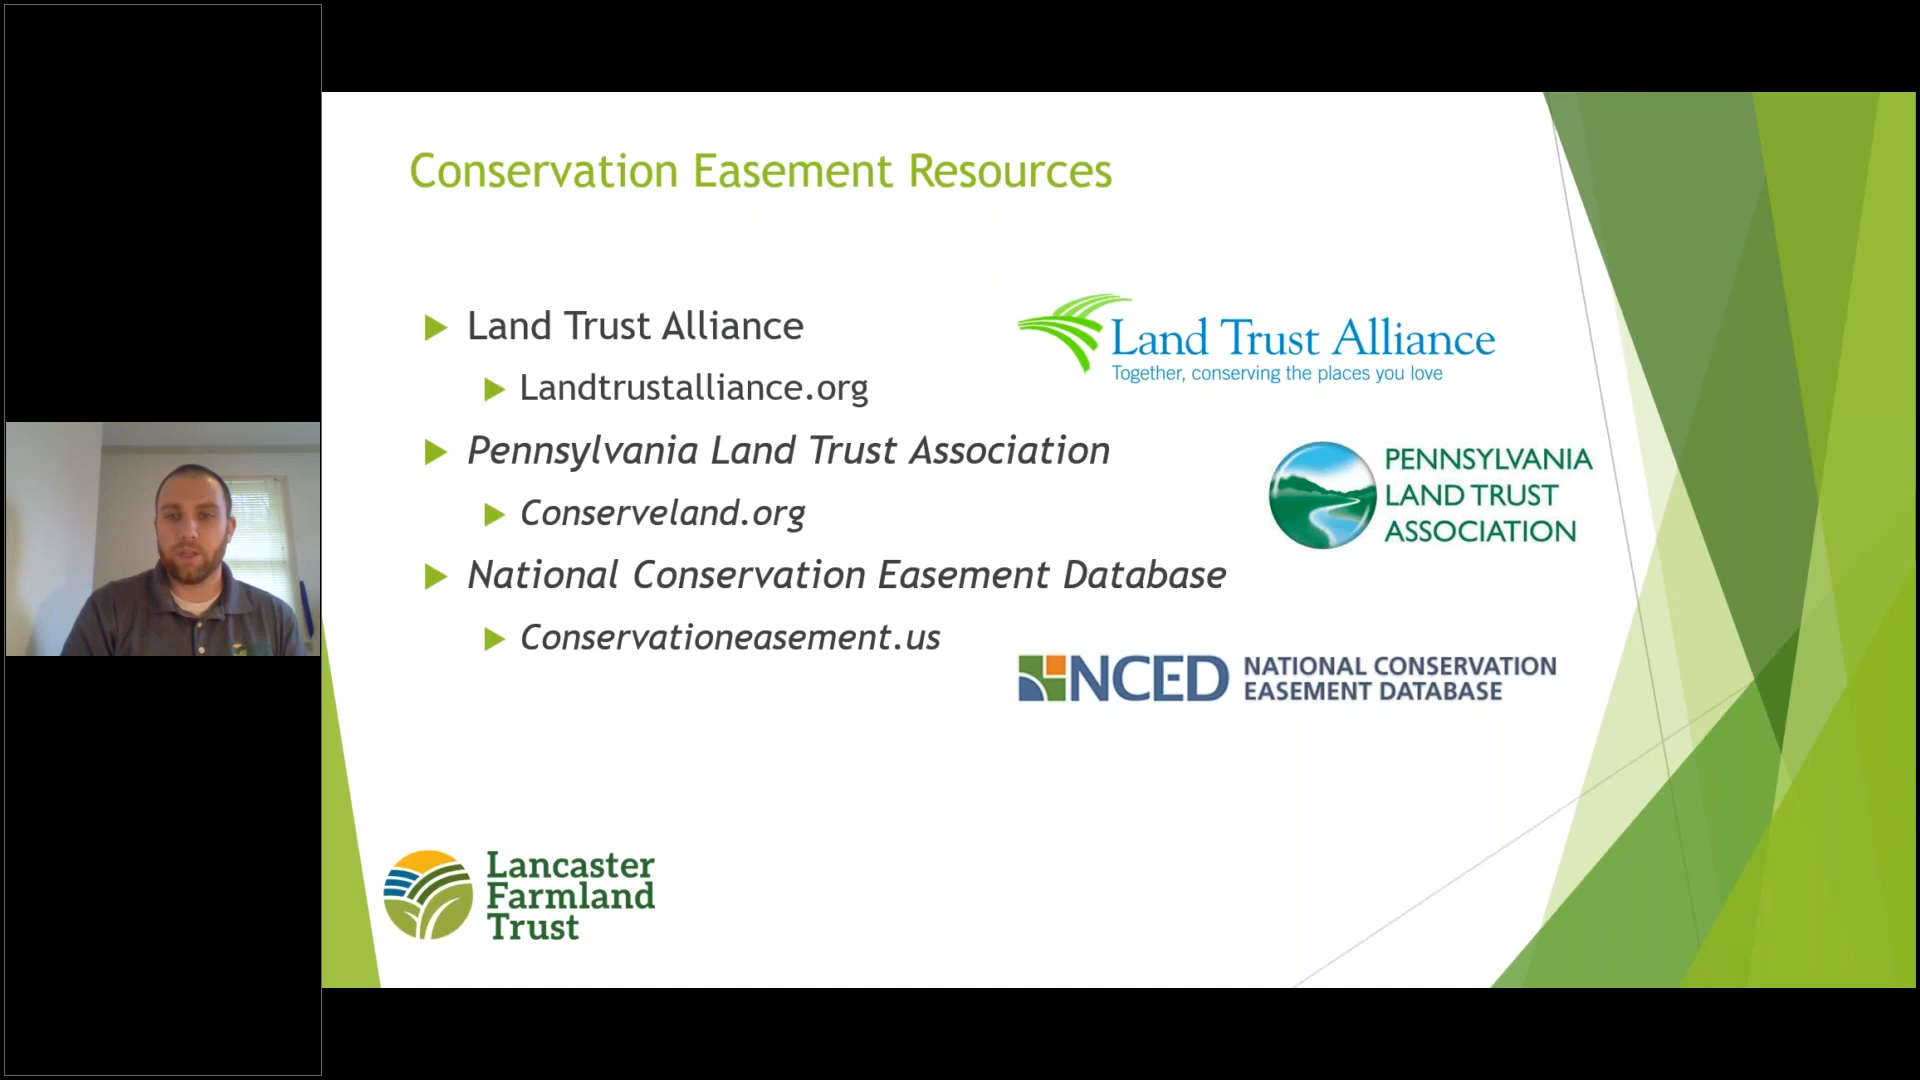 Conservation Easement Resources
Land Trust Alliance
Landtrustalliance.org
Pennsylvania Land Trust Association
Conserveland.org
National Conservation Easement Database
Conservationeasement.us
Land Trust Alliance
Together, conserving the places you love
PENNSYLVANIA
LAND TRUST
ASSOCIATION
NCED
NATIONAL CONSERVATION
EASEMENT DATABASE
Lancaster
Farmland
Trust